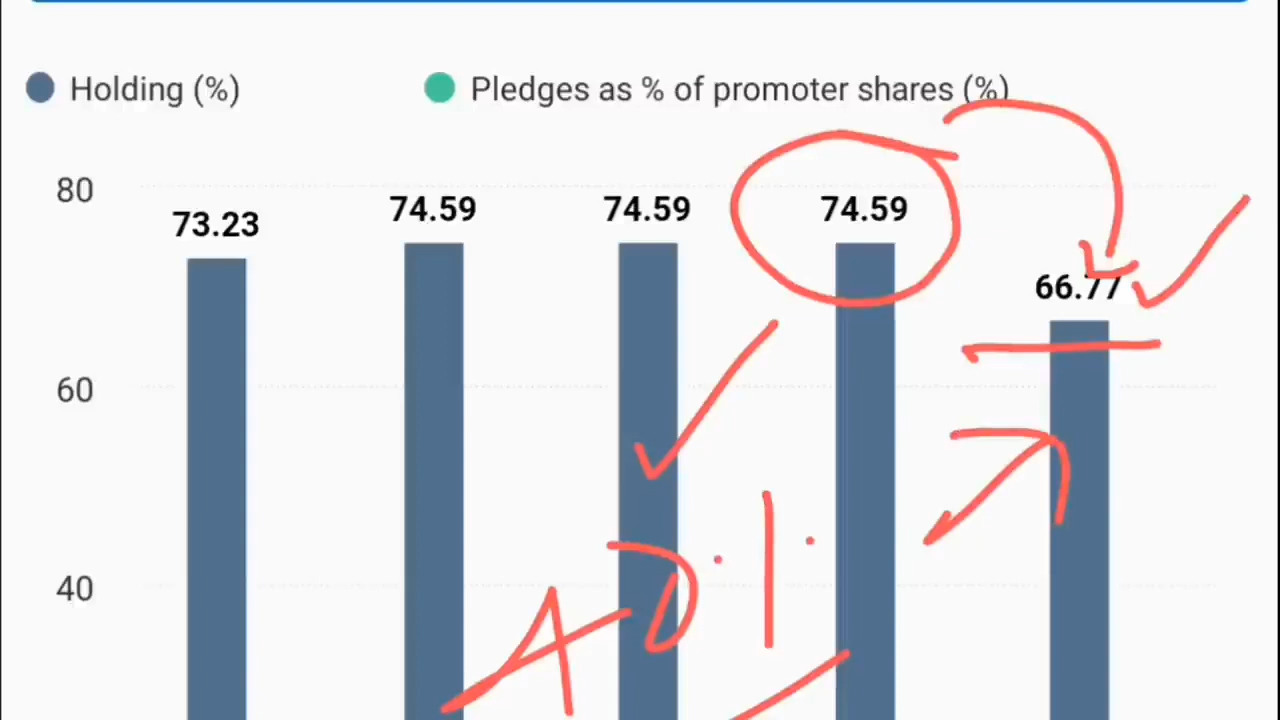 Holding (%) Pledges as % of promoter shares (%)
80
73.23 74.59 74.59 74.59 66.77
60
40